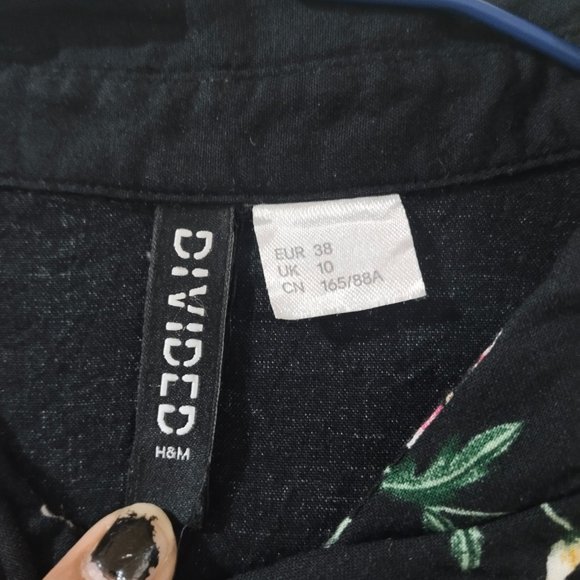 DIVIDED
H&M
EUR 38
UK 10
CN 165/88A